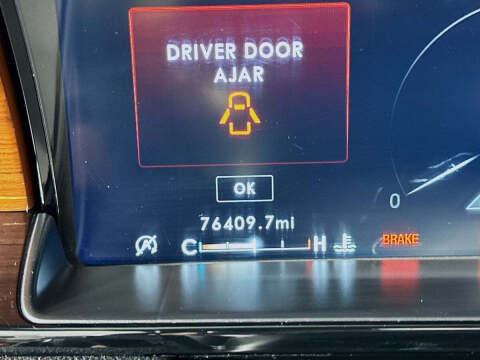 DRIVER DOOR
AJAR
OK
76409.7mi
0
C H
BRAKE